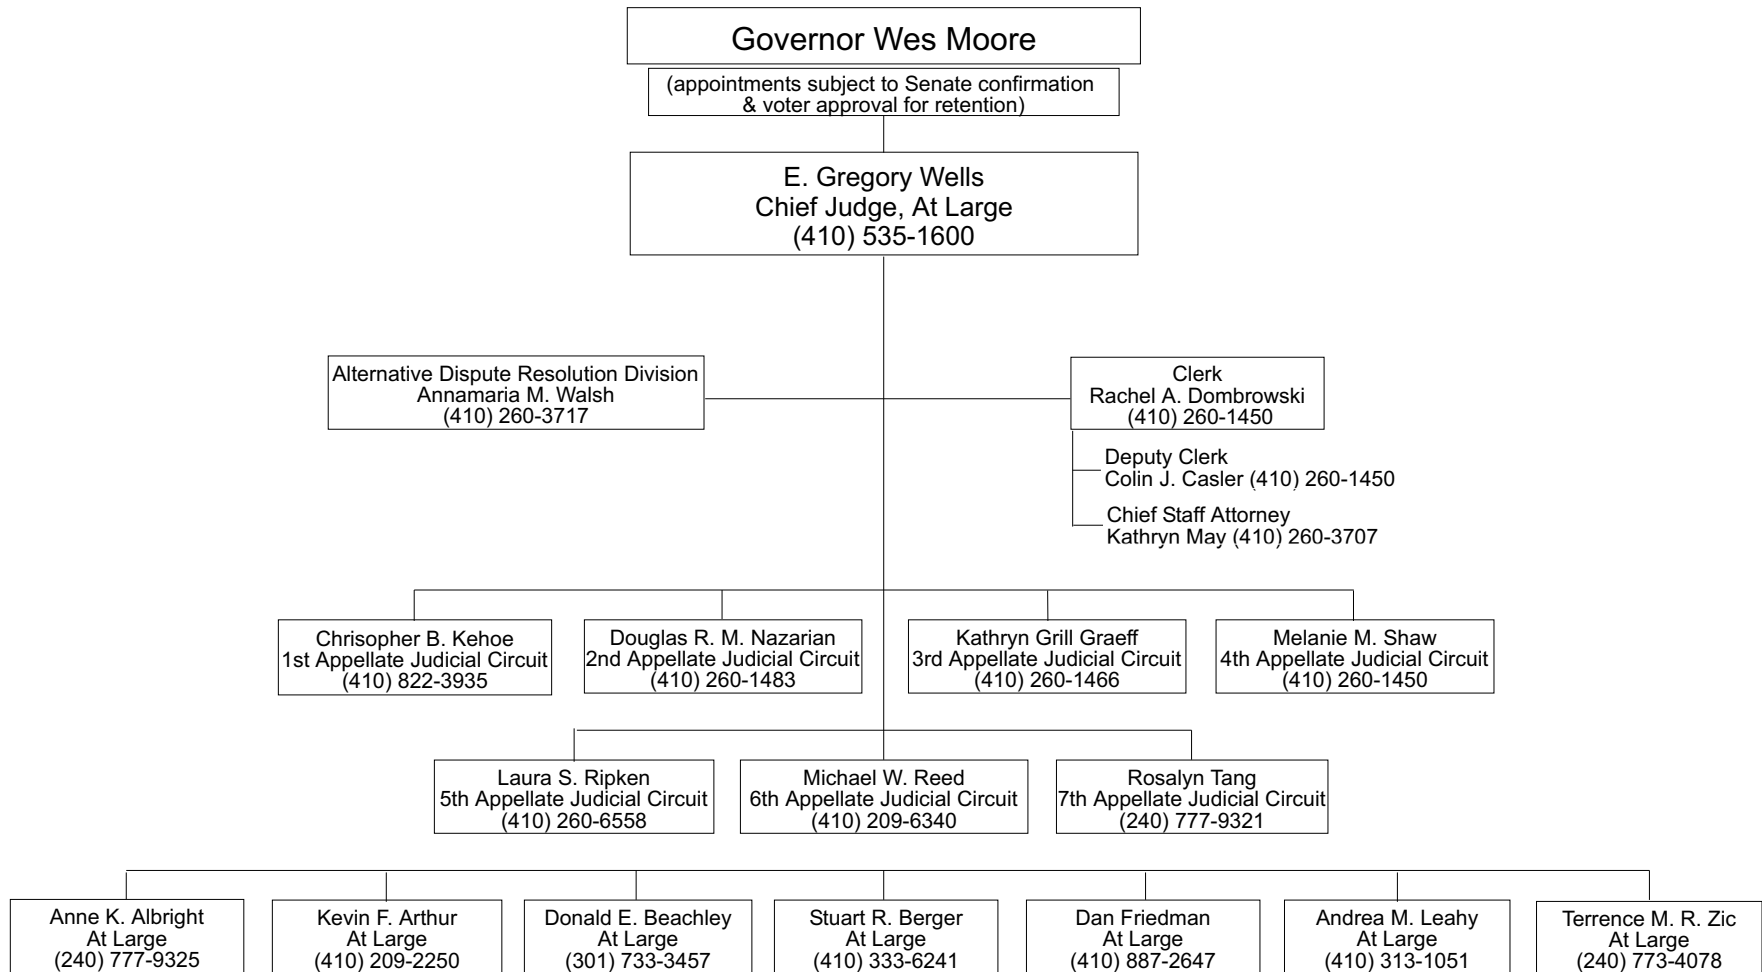 Governor Wes Moore
(appointments subject to Senate confirmation
& voter approval for retention)
E. Gregory Wells
Chief Judge, At Large
(410) 535-1600
Alternative Dispute Resolution Division
Annamaria M. Walsh
(410) 260-3717
Clerk
Rachel A. Dombrowski
(410) 260-1450
Deputy Clerk
Colin J. Casler (410) 260-1450
Chief Staff Attorney
Kathryn May (410) 260-3707
Chrisopher B. Kehoe
1st Appellate Judicial Circuit
(410) 822-3935
Douglas R. M. Nazarian
2nd Appellate Judicial Circuit
(410) 260-1483
Kathryn Grill Graeff
3rd Appellate Judicial Circuit
(410) 260-1466
Melanie M. Shaw
4th Appellate Judicial Circuit
(410) 260-1450
Laura S. Ripken
5th Appellate Judicial Circuit
(410) 260-6558
Michael W. Reed
6th Appellate Judicial Circuit
(410) 209-6340
Rosalyn Tang
7th Appellate Judicial Circuit
(240) 777-9321
Anne K. Albright
At Large
(240) 777-9325
Kevin F. Arthur
At Large
(410) 209-2250
Donald E. Beachley
At Large
(301) 733-3457
Stuart R. Berger
At Large
(410) 333-6241
Dan Friedman
At Large
(410) 887-2647
Andrea M. Leahy
At Large
(410) 313-1051
Terrence M. R. Zic
At Large
(240) 773-4078